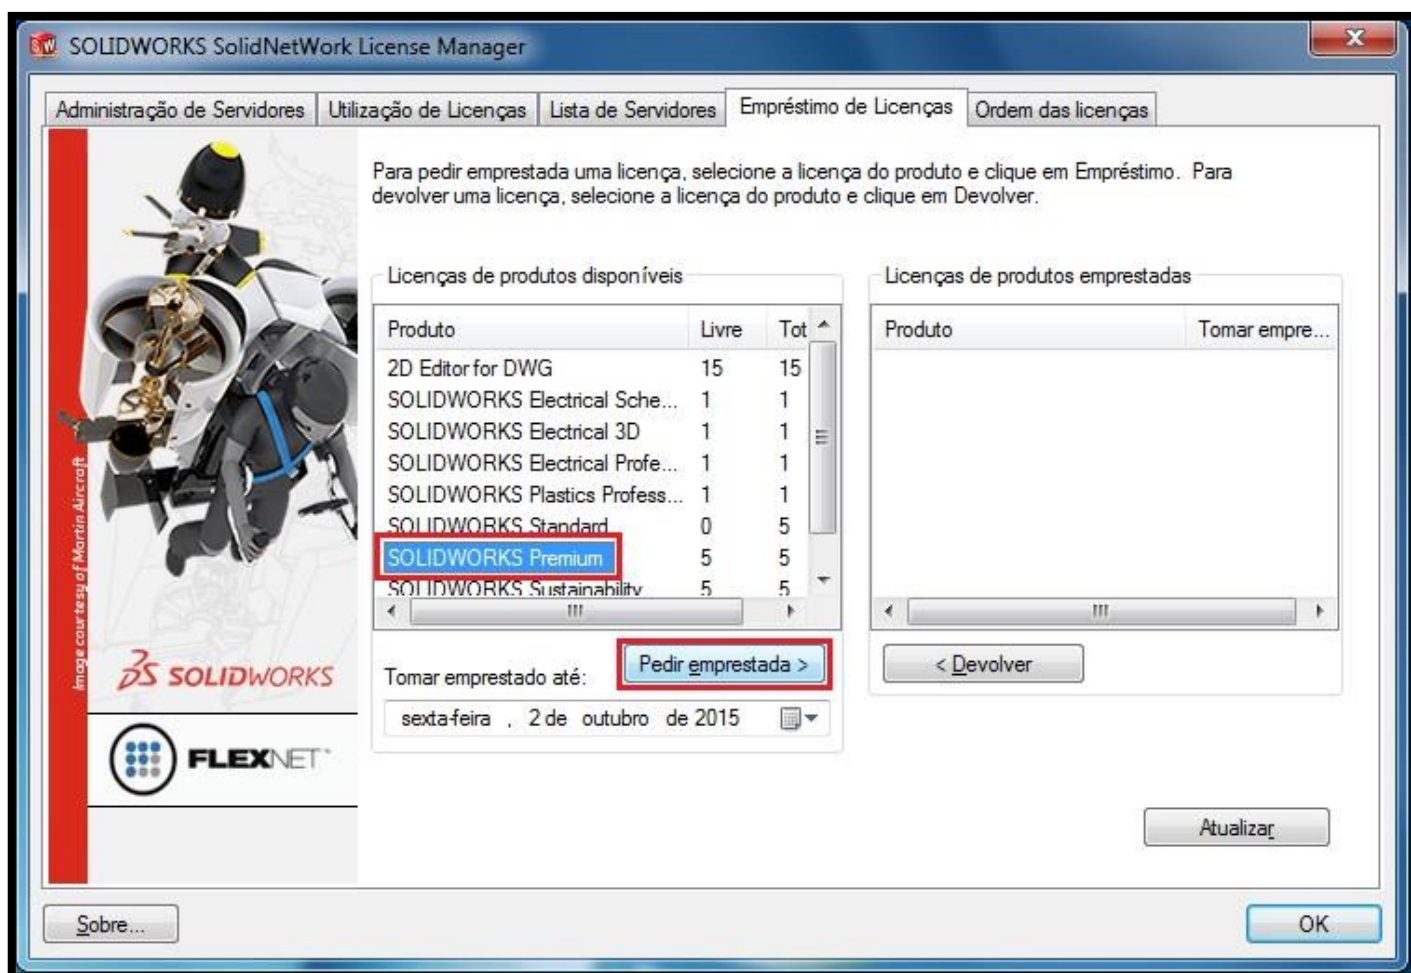 SOLIDWORKS SolidNetWork License Manager
Administração de Servidores Utilização de Licenças Lista de Servidores Empréstimo de Licenças Ordem das licenças
Para pedir emprestada uma licença, selecione a licença do produto e clique em Empréstimo. Para
devolver uma licença, selecione a licença do produto e clique em Devolver.
Licenças de produtos disponíveis
Produto Livre Tot
2D Editor for DWG 15 15
SOLIDWORKS Electrical Sche... 1 1
SOLIDWORKS Electrical 3D 1 1
SOLIDWORKS Electrical Profe... 1 1
SOLIDWORKS Plastics Profess... 1 1
SOLIDWORKS Standard 0 5
SOLIDWORKS Premium 5 5
SOLIDWORKS Sustainability 5 5
Tomar emprestado até:
Pedir emprestada >
sexta-feira , 2 de outubro de 2015
Licenças de produtos emprestadas
Produto Tomar empre...
< Devolver
Atualizar
Image courtesy of Martin Aircraft
SOLIDWORKS
FLEXNET
Sobre...
OK